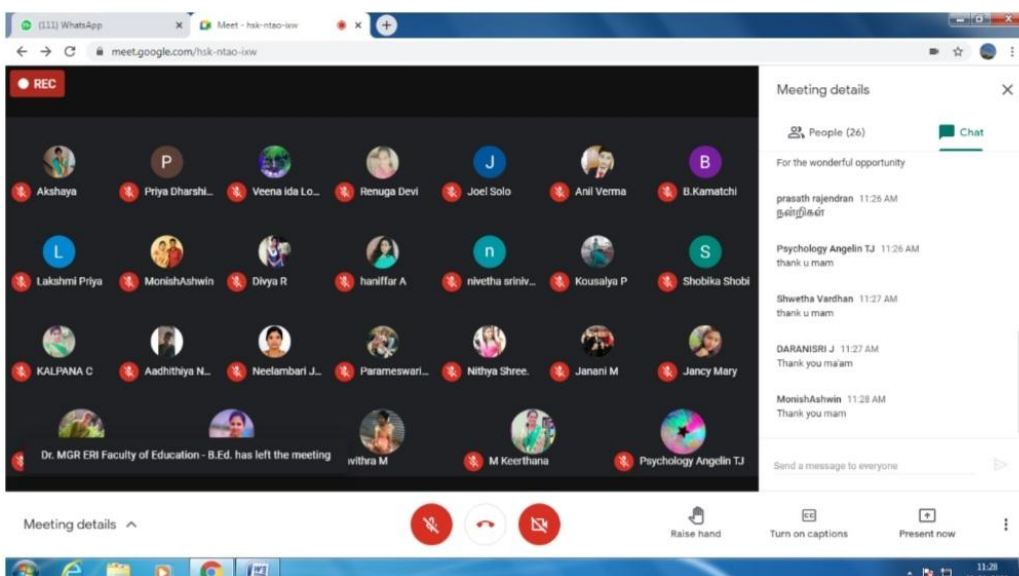 (111) WhatsApp
Meet - hsk-ntao-ixw
meet.google.com/hsk-ntao-ixw
REC
Akshaya
P
Priya Dharshi...
Veena ida Lo...
Renuga Devi
J
Joel Solo
Anil Verma
B
B.Kamatchi
L
Lakshmi Priya
MonishAshwin
Divya R
haniffar A
n
nivetha sriniv...
Kousalya P
S
Shobika Shobi
KALPANA C
Aadhithiya N...
Neelambari J...
Parameswari...
Nithya Shree.
Janani M
Jancy Mary
Dr. MGR ERI Faculty of Education - B.Ed. has left the meeting
vithra M
M Keerthana
Psychology Angelin TJ
Meeting details
People (26)
Chat
For the wonderful opportunity
prasath rajendran 11:26 AM
நன்றிகள்
Psychology Angelin TJ 11:26 AM
thank u mam
Shwetha Vardhan 11:27 AM
thank u mam
DARANISRI J 11:27 AM
Thank you ma'am
MonishAshwin 11:28 AM
Thank you mam
Send a message to everyone
Meeting details
Raise hand
CC
Turn on captions
Present now
11:28